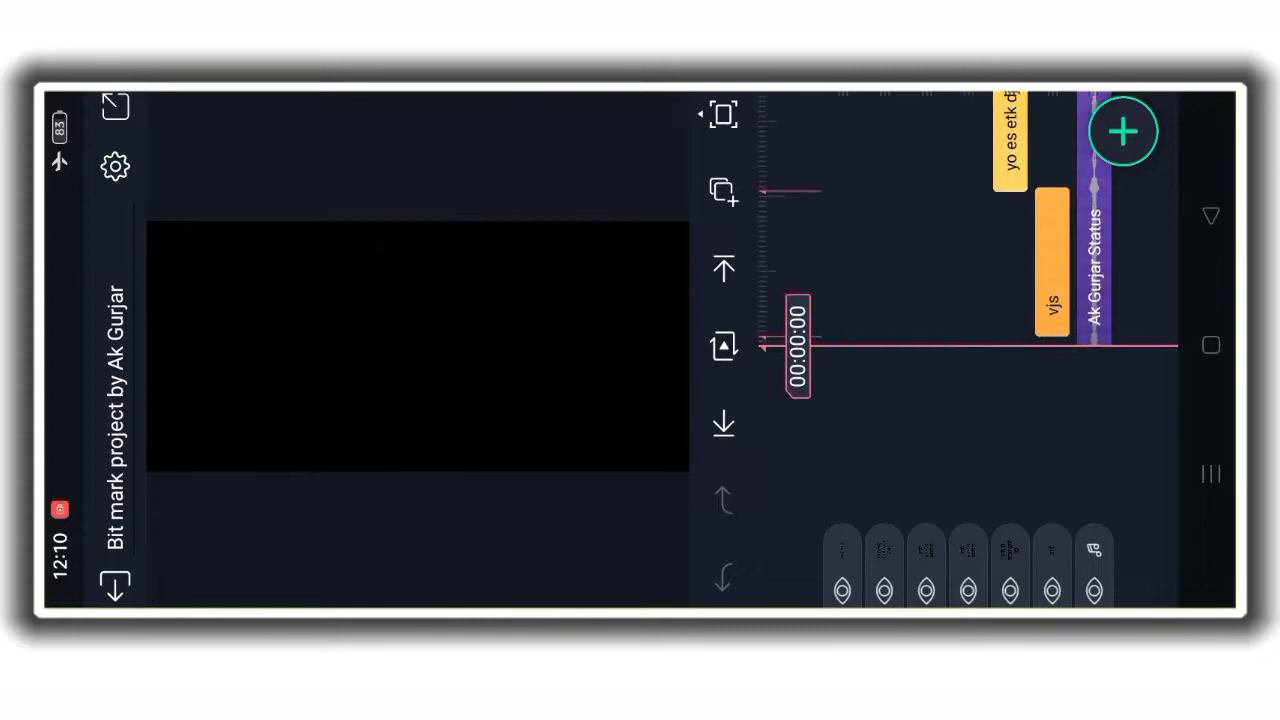 12:10
83
Bit mark project by Ak Gurjar
00:00:00
yo es etk dj
vjs
Ak Gurjar Status